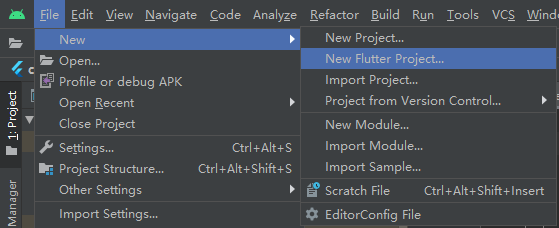 File Edit View Navigate Code Analyze Refactor Build Run Tools VCS Window
New
Open...
Profile or debug APK
Open Recent
Close Project
Settings... Ctrl+Alt+S
Project Structure... Ctrl+Alt+Shift+S
Other Settings
Import Settings...
New Project...
New Flutter Project...
Import Project...
Project from Version Control...
New Module...
Import Module...
Import Sample...
Scratch File Ctrl+Alt+Shift+Insert
EditorConfig File
1: Project
Manager